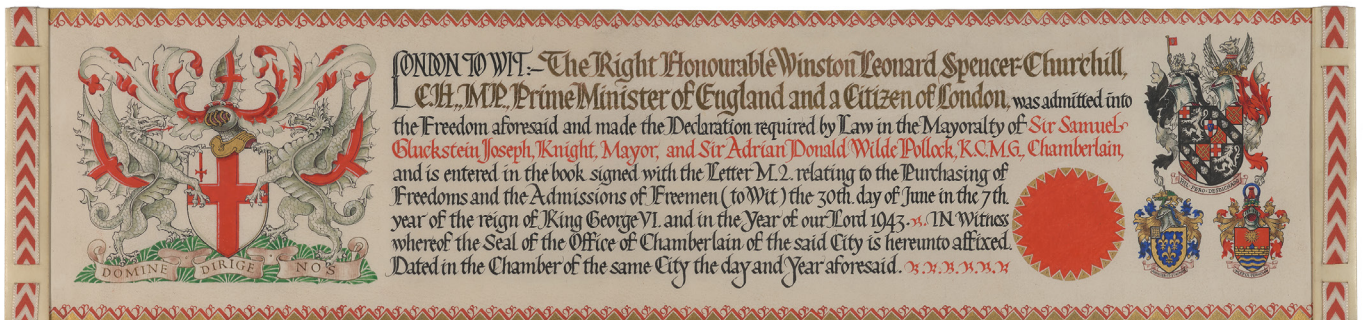 LONDON TO WIT:–The Right Honourable Winston Leonard Spencer-Churchill,
C.H., M.P., Prime Minister of England and a Citizen of London, was admitted into
the Freedom aforesaid and made the Declaration required by Law in the Mayoralty of Sir Samuel
Gluckstein Joseph, Knight, Mayor, and Sir Adrian Donald Wilde Pollock, K.C.M.G., Chamberlain,
and is entered in the book signed with the Letter M.2. relating to the Purchasing of
Freedoms and the Admissions of Freemen (to Wit) the 30th. day of June in the 7th.
year of the reign of King George VI. and in the Year of our Lord 1943. IN Witness
whereof the Seal of the Office of Chamberlain of the said City is hereunto affixed.
Dated in the Chamber of the same City the day and Year aforesaid.
DOMINE DIRIGE NOS
FIEL PERO DESDICHADO